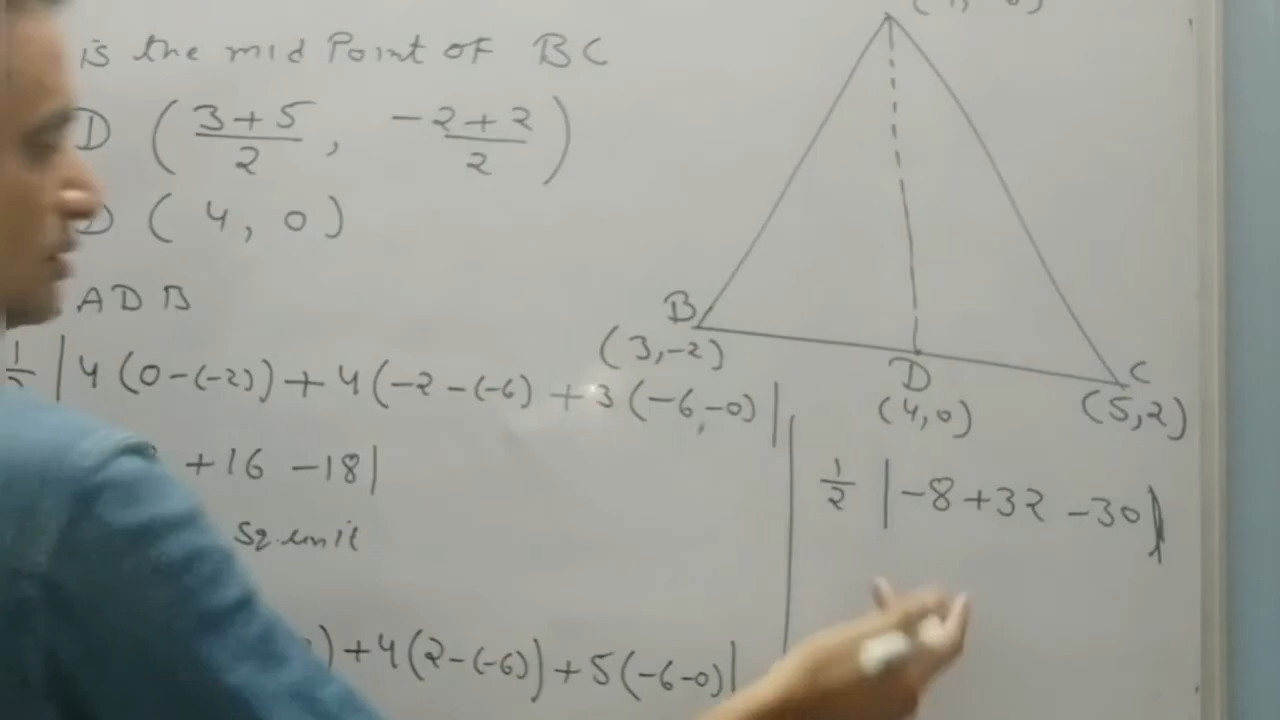 is the mid Point of BC
D ( 3+5/2 , -2+2/2 )
D ( 4, 0 )
ADB
1/2 | 4 (0-(-2)) + 4 (-2-(-6) + 3 (-6,-0) |
+16 -18 |
Sq unit
) +4 (2-(-6)) + 5 (-6-0) |
B
(3,-2)
D
(4,0)
C
(5,2)
1/2 | -8 +32 -30 |